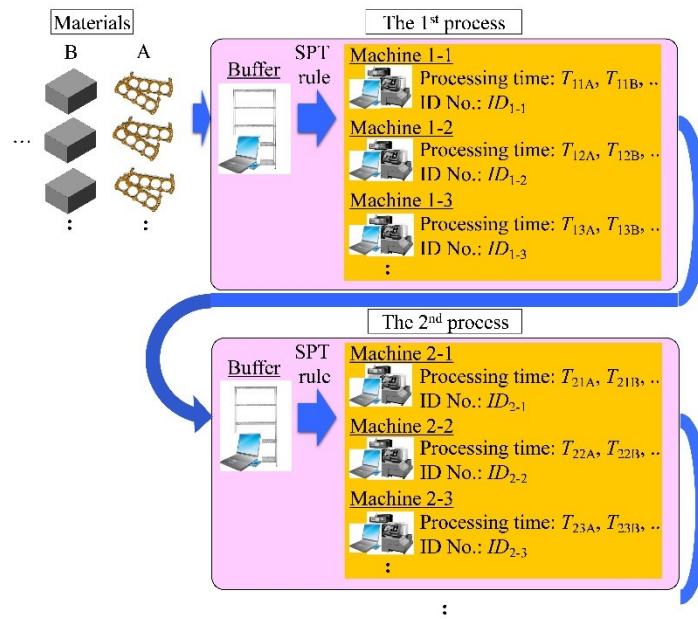 Materials
B A
...
:
:
The 1st process
Buffer
SPT
rule
Machine 1-1
Processing time: T11A, T11B, ..
ID No.: ID1-1
Machine 1-2
Processing time: T12A, T12B, ..
ID No.: ID1-2
Machine 1-3
Processing time: T13A, T13B, ..
ID No.: ID1-3
:
The 2nd process
Buffer
SPT
rule
Machine 2-1
Processing time: T21A, T21B, ..
ID No.: ID2-1
Machine 2-2
Processing time: T22A, T22B, ..
ID No.: ID2-2
Machine 2-3
Processing time: T23A, T23B, ..
ID No.: ID2-3
:
: